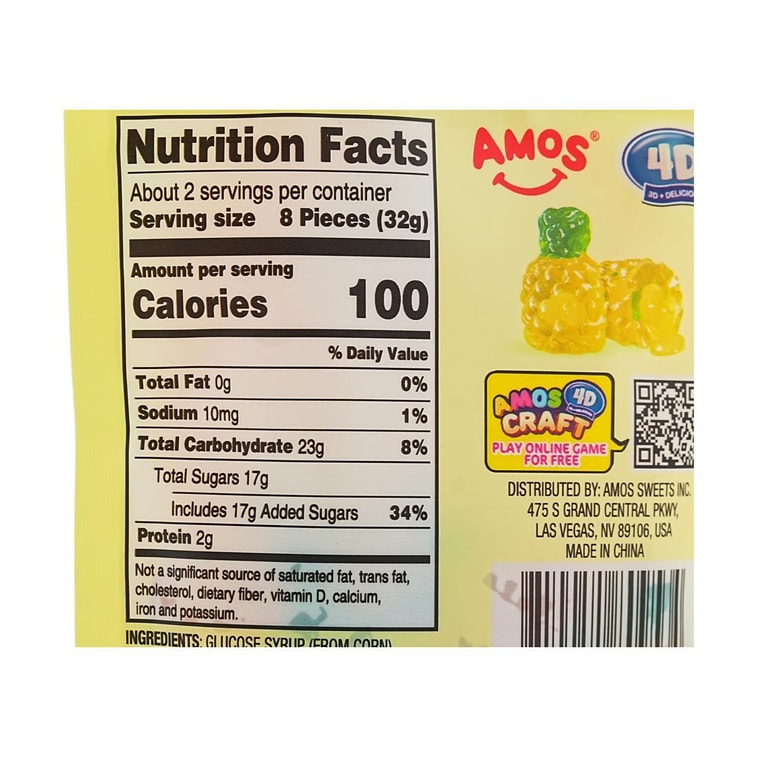 Nutrition Facts
About 2 servings per container
Serving size 8 Pieces (32g)
Amount per serving
Calories 100
% Daily Value
Total Fat 0g 0%
Sodium 10mg 1%
Total Carbohydrate 23g 8%
Total Sugars 17g
Includes 17g Added Sugars 34%
Protein 2g
Not a significant source of saturated fat, trans fat,
cholesterol, dietary fiber, vitamin D, calcium,
iron and potassium.
INGREDIENTS: GLUCOSE SYRUP (FROM CORN)
AMOS®
4D
3D + DELICIO
AMOS 4D
CRAFT
PLAY ONLINE GAME
FOR FREE
DISTRIBUTED BY: AMOS SWEETS INC.
475 S GRAND CENTRAL PKWY,
LAS VEGAS, NV 89106, USA
MADE IN CHINA